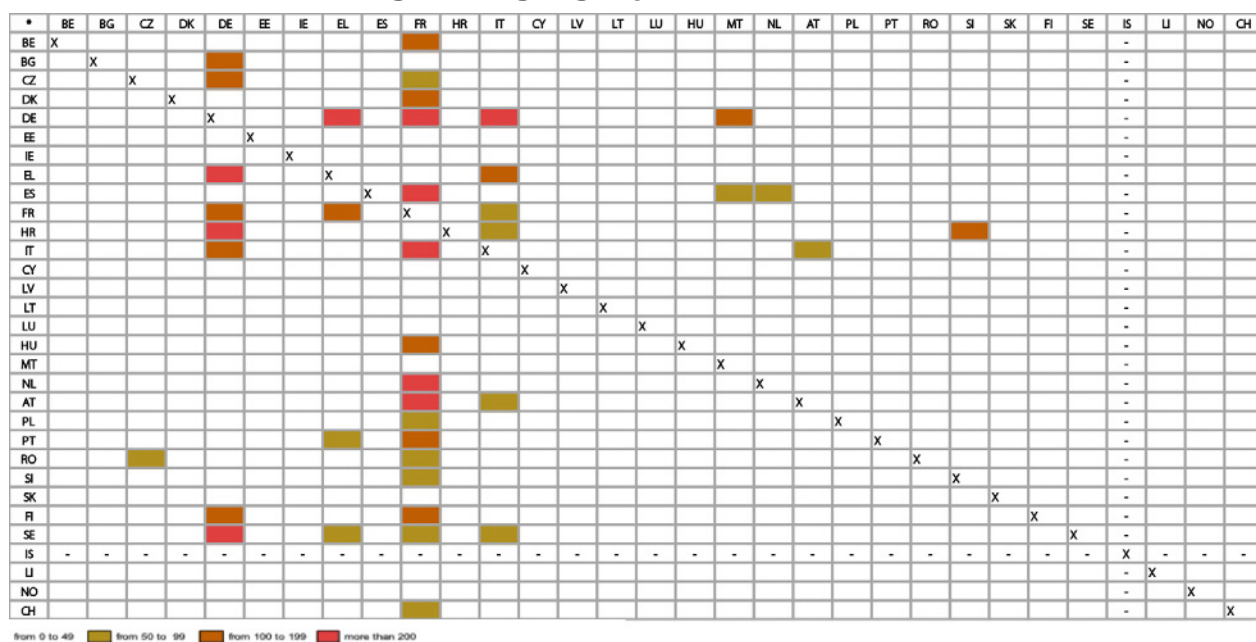 * BE BG CZ DK DE EE IE EL ES FR HR IT CY LV LT LU HU MT NL AT PL PT RO SI SK FI SE IS LI NO CH
BE X -
BG X -
CZ X -
DK X -
DE X -
EE X -
IE X -
EL X -
ES X -
FR X -
HR X -
IT X -
CY X -
LV X -
LT X -
LU X -
HU X -
MT X -
NL X -
AT X -
PL X -
PT X -
RO X -
SI X -
SK X -
FI X -
SE X -
IS - - - - - - - - - - - - - - - - - - - - - - - - - - - X - - -
LI - X
NO - X
CH - X
from 0 to 49 from 50 to 99 from 100 to 199 more than 200